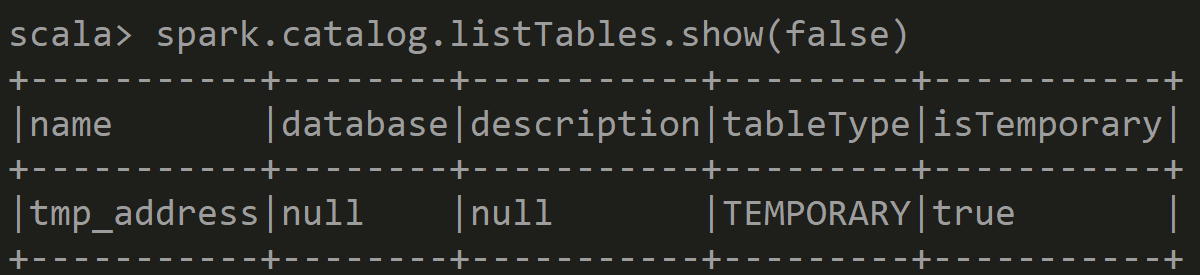 scala> spark.catalog.listTables.show(false)
+-----------+--------+-----------+---------+-----------+
|name       |database|description|tableType|isTemporary|
+-----------+--------+-----------+---------+-----------+
|tmp_address|null    |null       |TEMPORARY|true       |
+-----------+--------+-----------+---------+-----------+